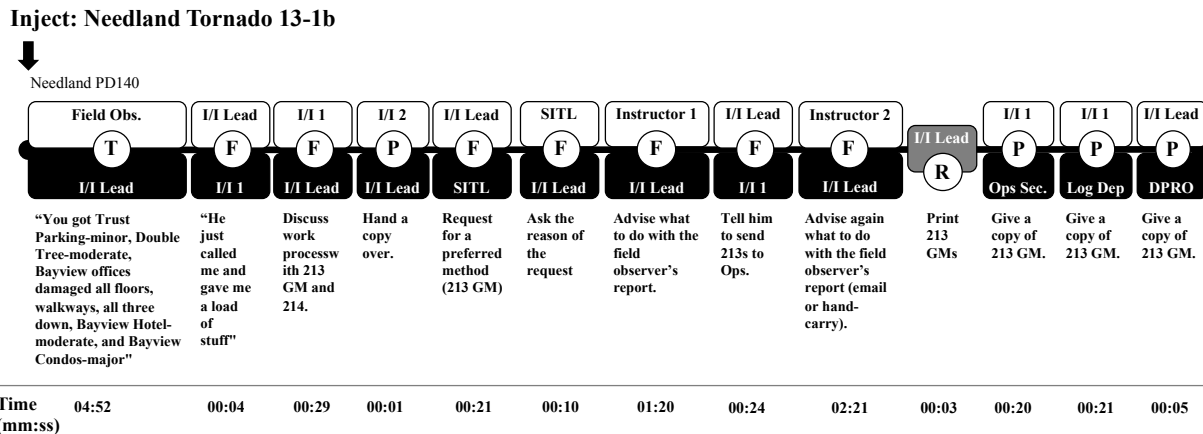 Inject: Needland Tornado 13-1b
Needland PD140
Field Obs. I/I Lead I/I 1 I/I 2 I/I Lead SITL Instructor 1 I/I Lead Instructor 2 I/I Lead I/I 1 I/I 1 I/I Lead
T F F P F F F F F R P P P
I/I Lead I/I 1 I/I Lead I/I Lead SITL I/I Lead I/I Lead I/I 1 I/I Lead Ops Sec. Log Dep DPRO
“You got Trust
Parking-minor, Double
Tree-moderate,
Bayview offices
damaged all floors,
walkways, all three
down, Bayview Hotel-
moderate, and Bayview
Condos-major"
“He
just
called
me and
gave me
a load
of
stuff"
Discuss
work
processw
ith 213
GM and
214.
Hand a
copy
over.
Request
for a
preferred
method
(213 GM)
Ask the
reason of
the
request
Advise what
to do with the
field
observer’s
report.
Tell him
to send
213s to
Ops.
Advise again
what to do
with the field
observer’s
report (email
or hand-
carry).
Print
213
GMs
Give a
copy of
213 GM.
Give a
copy of
213 GM.
Give a
copy of
213 GM.
Time
(mm:ss)
04:52 00:04 00:29 00:01 00:21 00:10 01:20 00:24 02:21 00:03 00:20 00:21 00:05